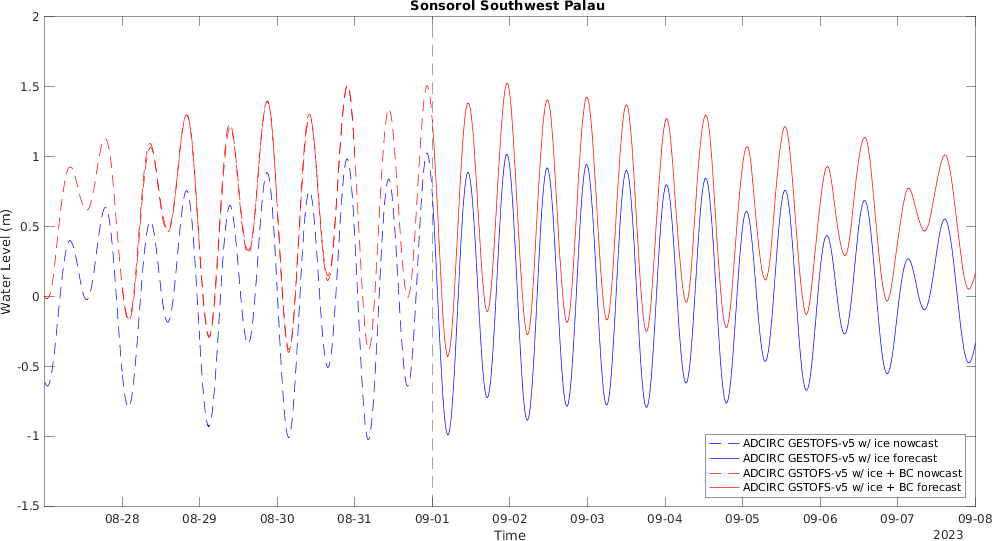 Sonsorol Southwest Palau
2
1.5
1
0.5
0
-0.5
-1
-1.5
Water Level (m)
08-28 08-29 08-30 08-31 09-01 09-02 09-03 09-04 09-05 09-06 09-07 09-08
Time
2023
ADCIRC GESTOFS-v5 w/ ice nowcast
ADCIRC GESTOFS-v5 w/ ice forecast
ADCIRC GSTOFS-v5 w/ ice + BC nowcast
ADCIRC GSTOFS-v5 w/ ice + BC forecast